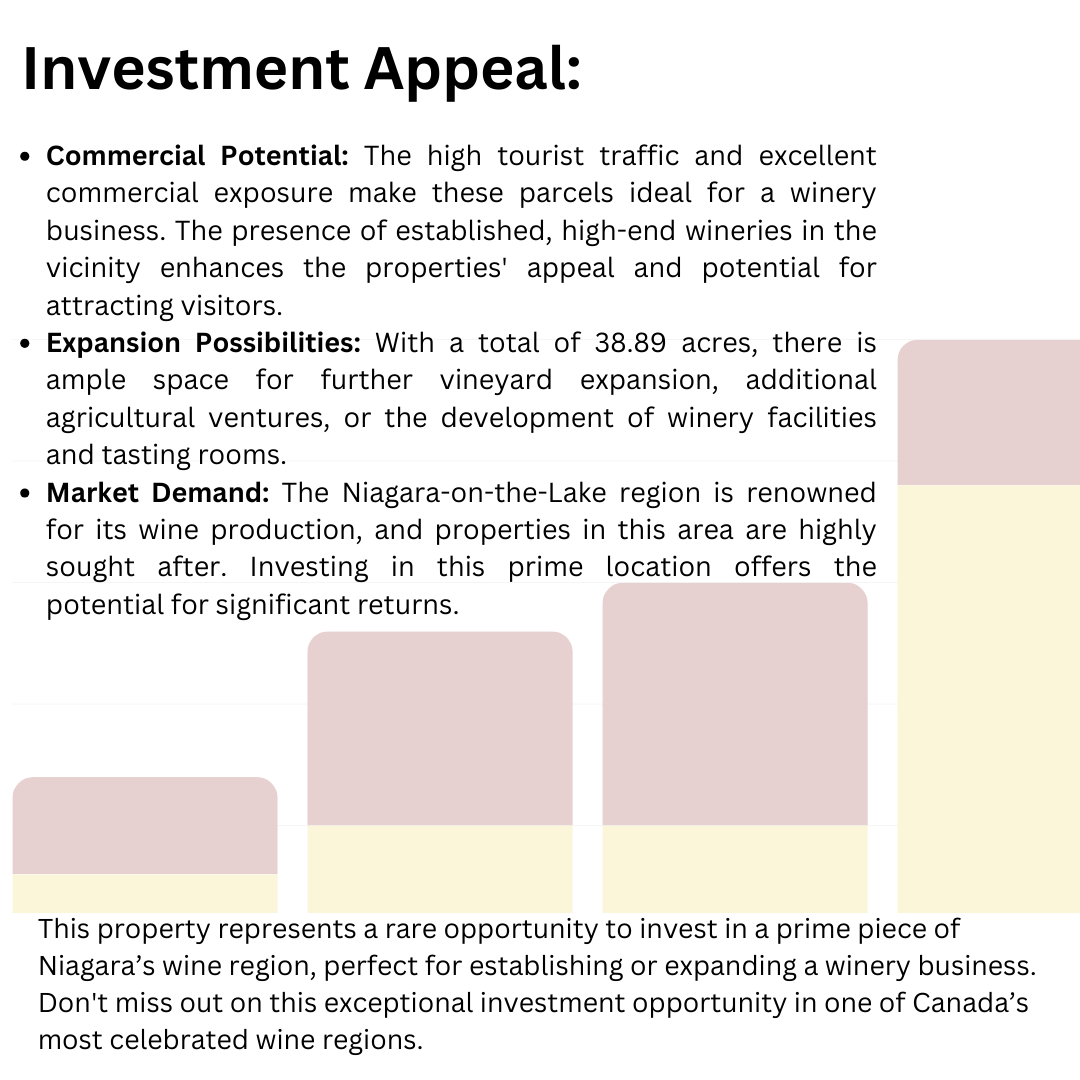 Investment Appeal:
• Commercial Potential: The high tourist traffic and excellent
commercial exposure make these parcels ideal for a winery
business. The presence of established, high-end wineries in the
vicinity enhances the properties' appeal and potential for
attracting visitors.
• Expansion Possibilities: With a total of 38.89 acres, there is
ample space for further vineyard expansion, additional
agricultural ventures, or the development of winery facilities
and tasting rooms.
• Market Demand: The Niagara-on-the-Lake region is renowned
for its wine production, and properties in this area are highly
sought after. Investing in this prime location offers the
potential for significant returns.
This property represents a rare opportunity to invest in a prime piece of
Niagara’s wine region, perfect for establishing or expanding a winery business.
Don't miss out on this exceptional investment opportunity in one of Canada’s
most celebrated wine regions.